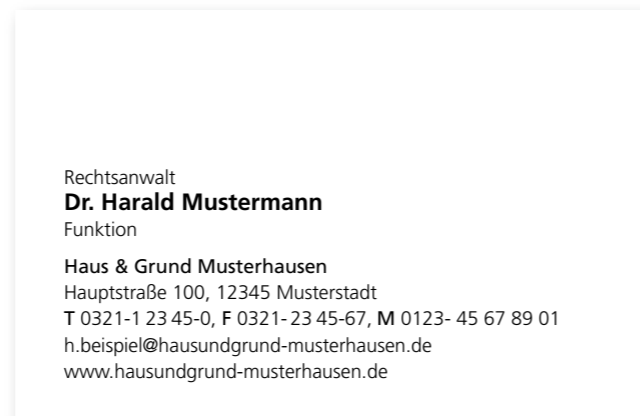 Rechtsanwalt
Dr. Harald Mustermann
Funktion
Haus & Grund Musterhausen
Hauptstraße 100, 12345 Musterstadt
T 0321-1 23 45-0, F 0321- 23 45-67, M 0123- 45 67 89 01
h.beispiel@hausundgrund-musterhausen.de
www.hausundgrund-musterhausen.de